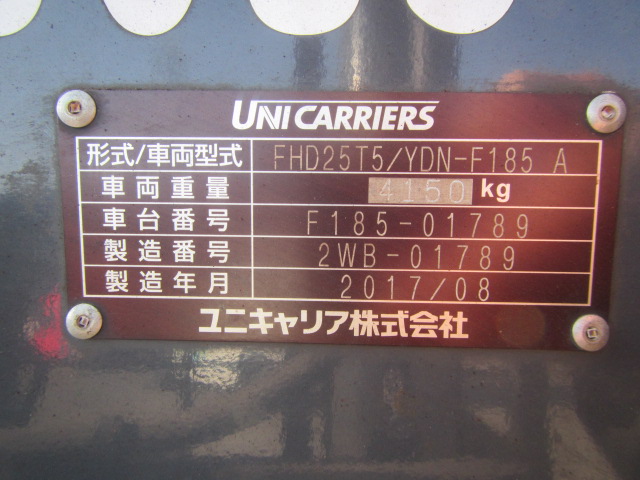 UNICARRIERS
形式/車両型式 FHD25T5/YDN-F185 A
車両重量 4150 kg
車台番号 F185-01789
製造番号 2WB-01789
製造年月 2017/08
ユニキャリア株式会社